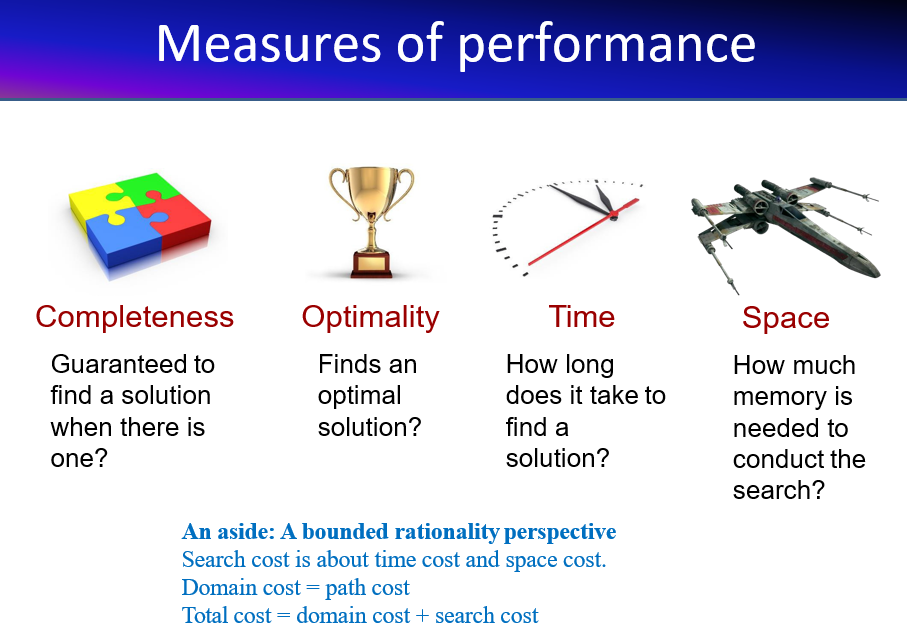 Measures of performance
Completeness
Guaranteed to
find a solution
when there is
one?
Optimality
Finds an
optimal
solution?
Time
How long
does it take to
find a
solution?
Space
How much
memory is
needed to
conduct the
search?
An aside: A bounded rationality perspective
Search cost is about time cost and space cost.
Domain cost = path cost
Total cost = domain cost + search cost